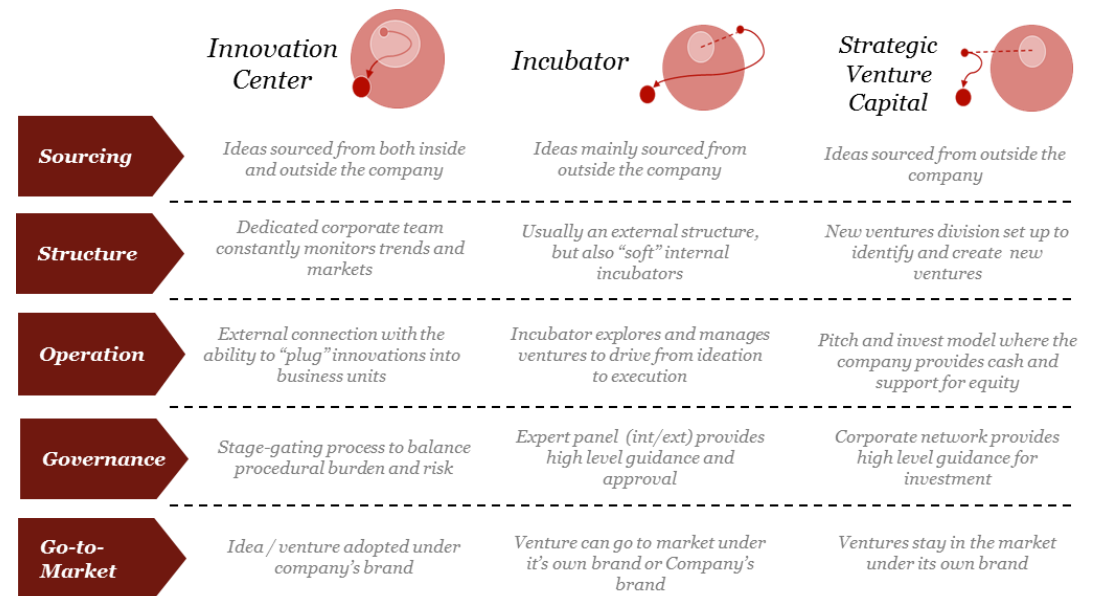 Innovation
Center
Incubator
Strategic
Venture
Capital
Sourcing
Ideas sourced from both inside
and outside the company
Ideas mainly sourced from
outside the company
Ideas sourced from outside the
company
Structure
Dedicated corporate team
constantly monitors trends and
markets
Usually an external structure,
but also “soft” internal
incubators
New ventures division set up to
identify and create new
ventures
Operation
External connection with the
ability to “plug” innovations into
business units
Incubator explores and manages
ventures to drive from ideation
to execution
Pitch and invest model where the
company provides cash and
support for equity
Governance
Stage-gating process to balance
procedural burden and risk
Expert panel (int/ext) provides
high level guidance and
approval
Corporate network provides
high level guidance for
investment
Go-to-
Market
Idea / venture adopted under
company’s brand
Venture can go to market under
it’s own brand or Company’s
brand
Ventures stay in the market
under its own brand